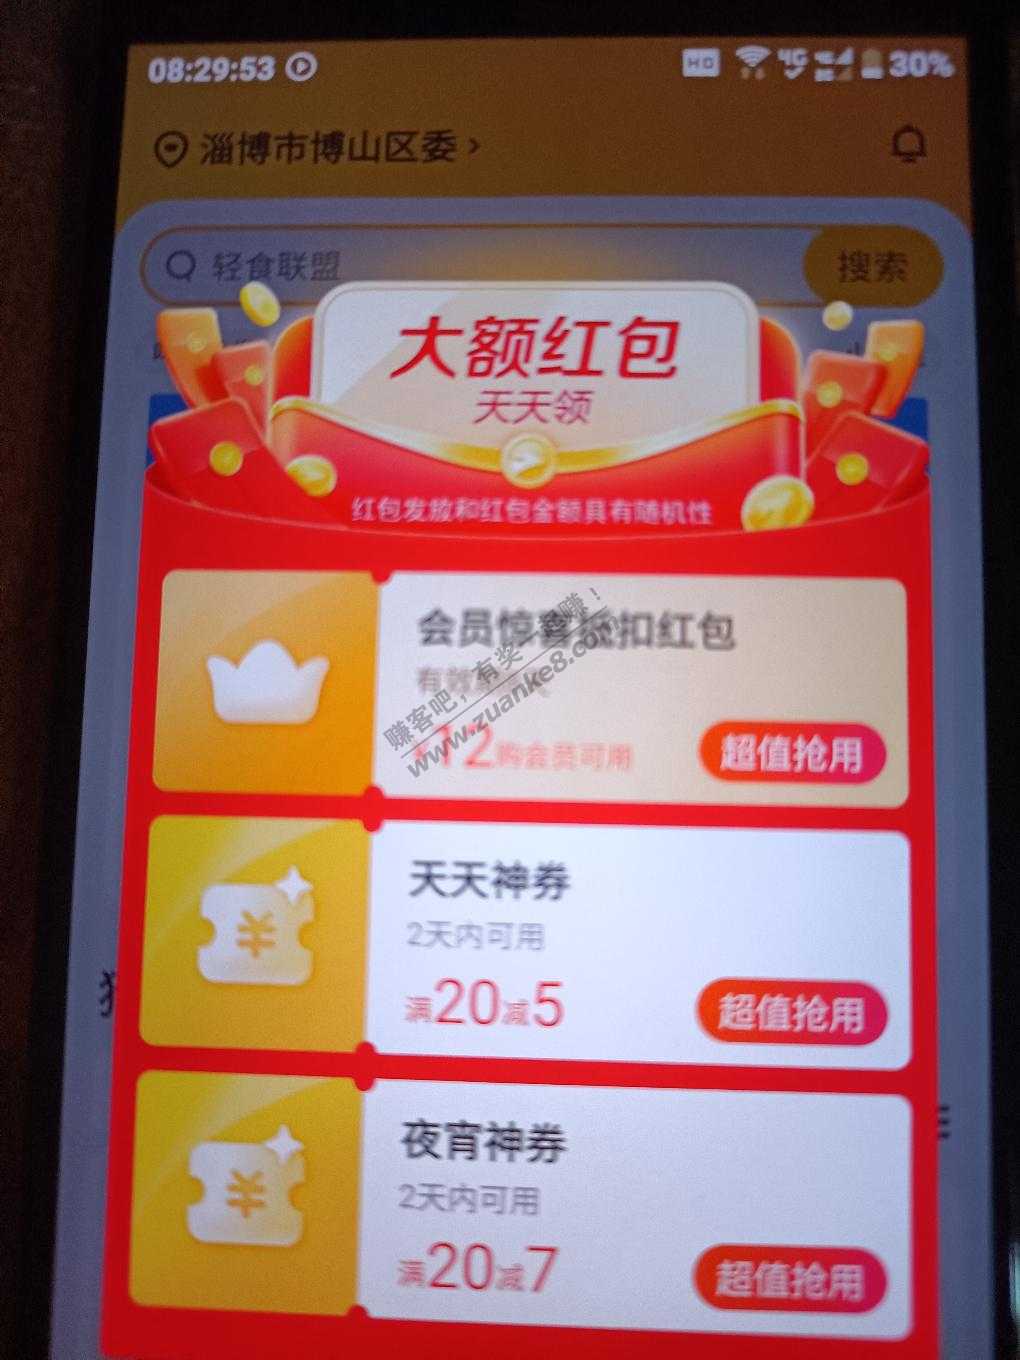 08:29:53 HD 4G 30%
淄博市博山区委 ›
轻食联盟 搜索
大额红包
天天领
红包发放和红包金额具有随机性
会员惊喜抵扣红包
有效期
12购会员可用
超值抢用
赚客吧，有奖一起赚！
www.zuanke8.com
天天神券
2天内可用
满20减5
超值抢用
夜宵神券
2天内可用
满20减7
超值抢用